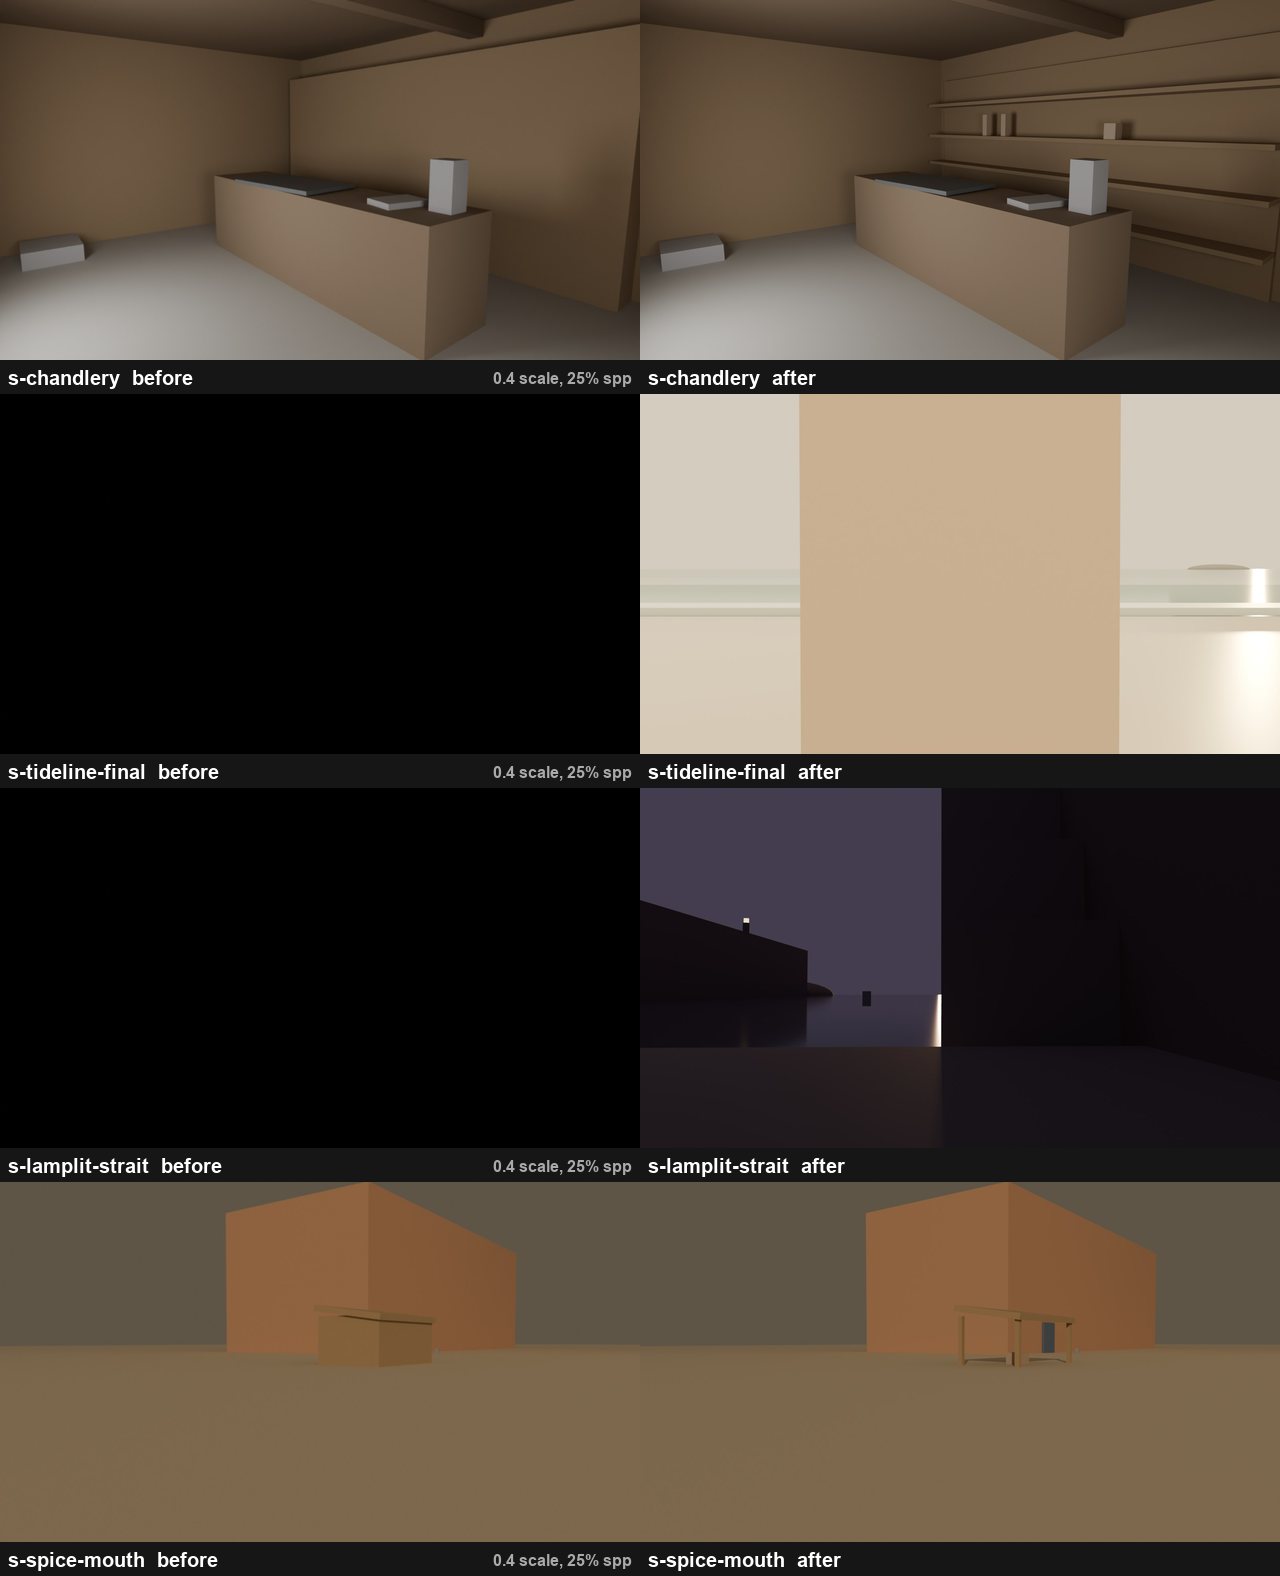 s-chandlery before
0.4 scale, 25% spp
s-chandlery after
s-tideline-final before
0.4 scale, 25% spp
s-tideline-final after
s-lamplit-strait before
0.4 scale, 25% spp
s-lamplit-strait after
s-spice-mouth before
0.4 scale, 25% spp
s-spice-mouth after